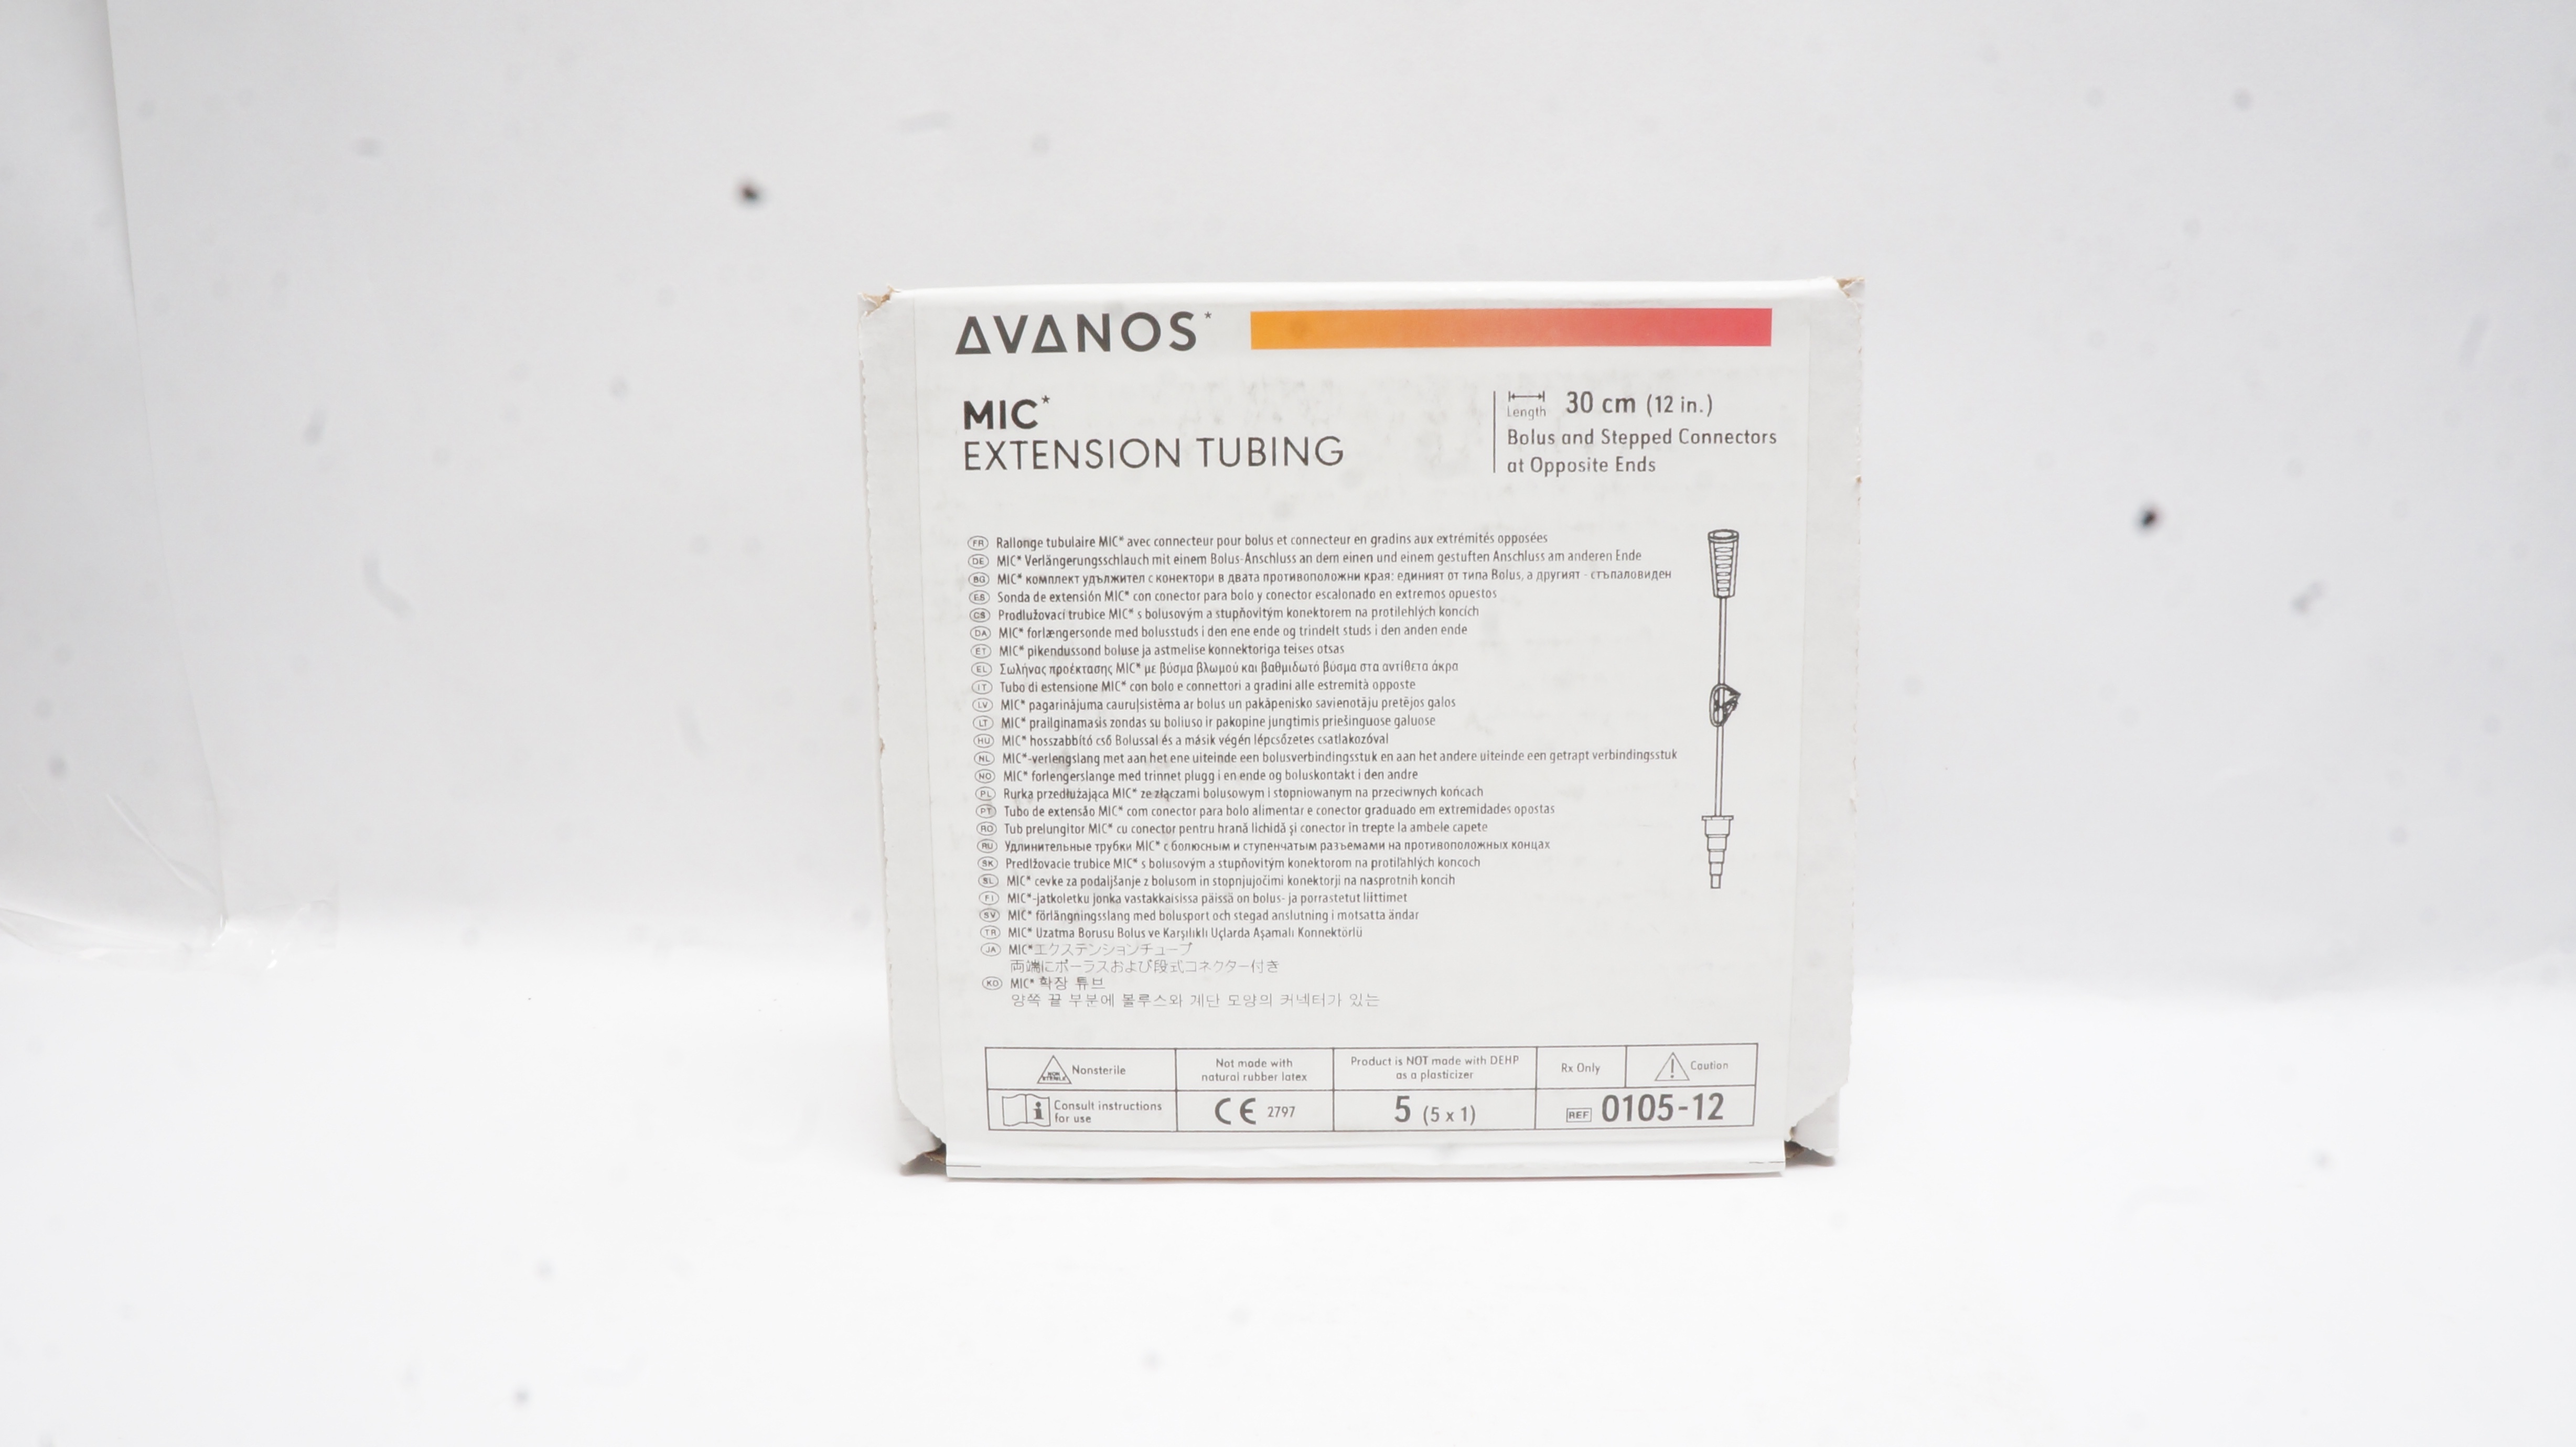 AVANOS*
MIC*
EXTENSION TUBING
Length 30 cm (12 in.)
Bolus and Stepped Connectors
at Opposite Ends
FR Rallonge tubulaire MIC* avec connecteur pour bolus et connecteur en gradins aux extrémités opposées
DE MIC* Verlängerungsschlauch mit einem Bolus-Anschluss an dem einen und einem gestuften Anschluss am anderen Ende
BG MIC* комплект удължител с конектори в двата противоположни края: единият от типа Bolus, а другият - стъпаловиден
ES Sonda de extensión MIC* con conector para bolo y conector escalonado en extremos opuestos
CS Prodlužovací trubice MIC* s bolusovým a stupňovitým konektorem na protilehlých koncích
DA MIC* forlængersonde med bolusstuds i den ene ende og trindelt studs i den anden ende
ET MIC* pikendussond boluse ja astmelise konnektoriga teises otsas
EL Σωλήνας προέκτασης MIC* με βύσμα βλωμού και βαθμιδωτό βύσμα στα αντίθετα άκρα
IT Tubo di estensione MIC* con bolo e connettori a gradini alle estremità opposte
LV MIC* pagarinājuma cauruļsistēma ar bolus un pakāpenisko savienotāju pretējos galos
LT MIC* prailginamasis zondas su boliuso ir pakopine jungtimis priešinguose galuose
HU MIC* hosszabbító cső Bolussal és a másik végén lépcsőzetes csatlakozóval
NL MIC*-verlengslang met aan het ene uiteinde een bolusverbindingsstuk en aan het andere uiteinde een getrapt verbindingsstuk
NO MIC* forlengerslange med trinnet plugg i en ende og boluskontakt i den andre
PL Rurka przedłużająca MIC* ze złączami bolusowym i stopniowanym na przeciwnych końcach
PT Tubo de extensão MIC* com conector para bolo alimentar e conector graduado em extremidades opostas
RO Tub prelungitor MIC* cu conector pentru hrană lichidă și conector în trepte la ambele capete
RU Удлинительные трубки MIC* с болюсным и ступенчатым разъемами на противоположных концах
SK Predlžovacie trubice MIC* s bolusovým a stupňovitým konektorom na protiľahlých koncoch
SL MIC* cevke za podaljšanje z bolusom in stopnjujočimi konektorji na nasprotnih koncih
FI MIC*-jatkoletku jonka vastakkaisissa päissä on bolus- ja porrastetut liittimet
SV MIC* förlängningsslang med bolusport och stegad anslutning i motsatta ändar
TR MIC* Uzatma Borusu Bolus ve Karşılıklı Uçlarda Aşamalı Konnektörlü
JA MIC*エクステンションチューブ
両端にボーラスおよび段式コネクター付き
KO MIC* 확장 튜브
양쪽 끝 부분에 볼루스와 계단 모양의 커넥터가 있는
NON STERILE Nonsterile
Not made with
natural rubber latex
Product is NOT made with DEHP
as a plasticizer
Rx Only
Caution
Consult instructions
for use
CE 2797
5 (5 x 1)
REF 0105-12